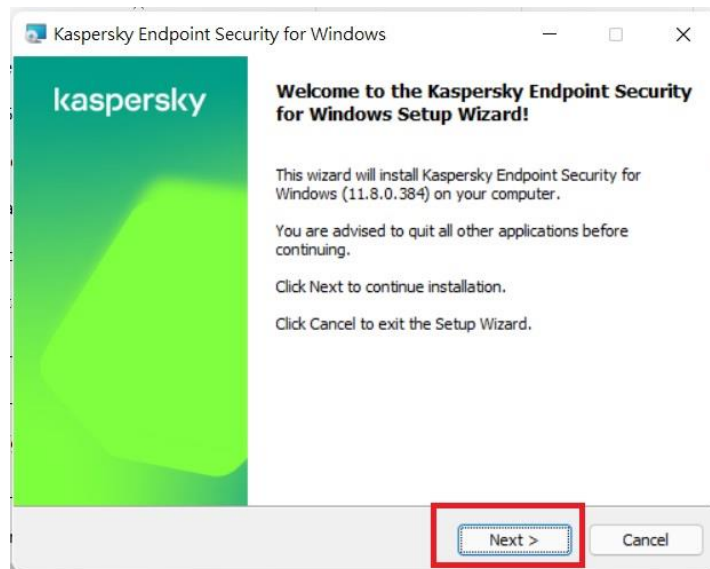 Kaspersky Endpoint Security for Windows
kaspersky
Welcome to the Kaspersky Endpoint Security
for Windows Setup Wizard!
This wizard will install Kaspersky Endpoint Security for
Windows (11.8.0.384) on your computer.
You are advised to quit all other applications before
continuing.
Click Next to continue installation.
Click Cancel to exit the Setup Wizard.
Next >
Cancel